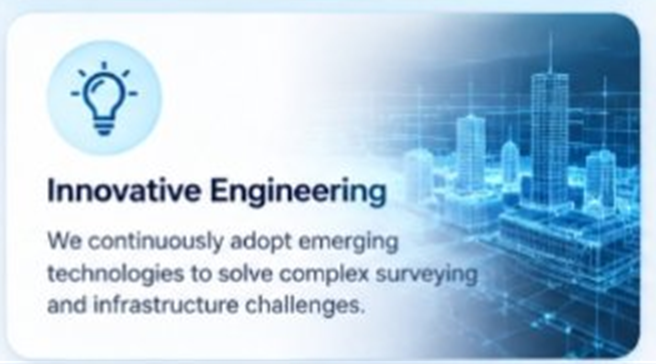 Innovative Engineering
We continuously adopt emerging
technologies to solve complex surveying
and infrastructure challenges.